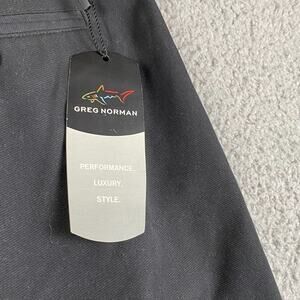 GREG NORMAN
PERFORMANCE.
LUXURY.
STYLE.